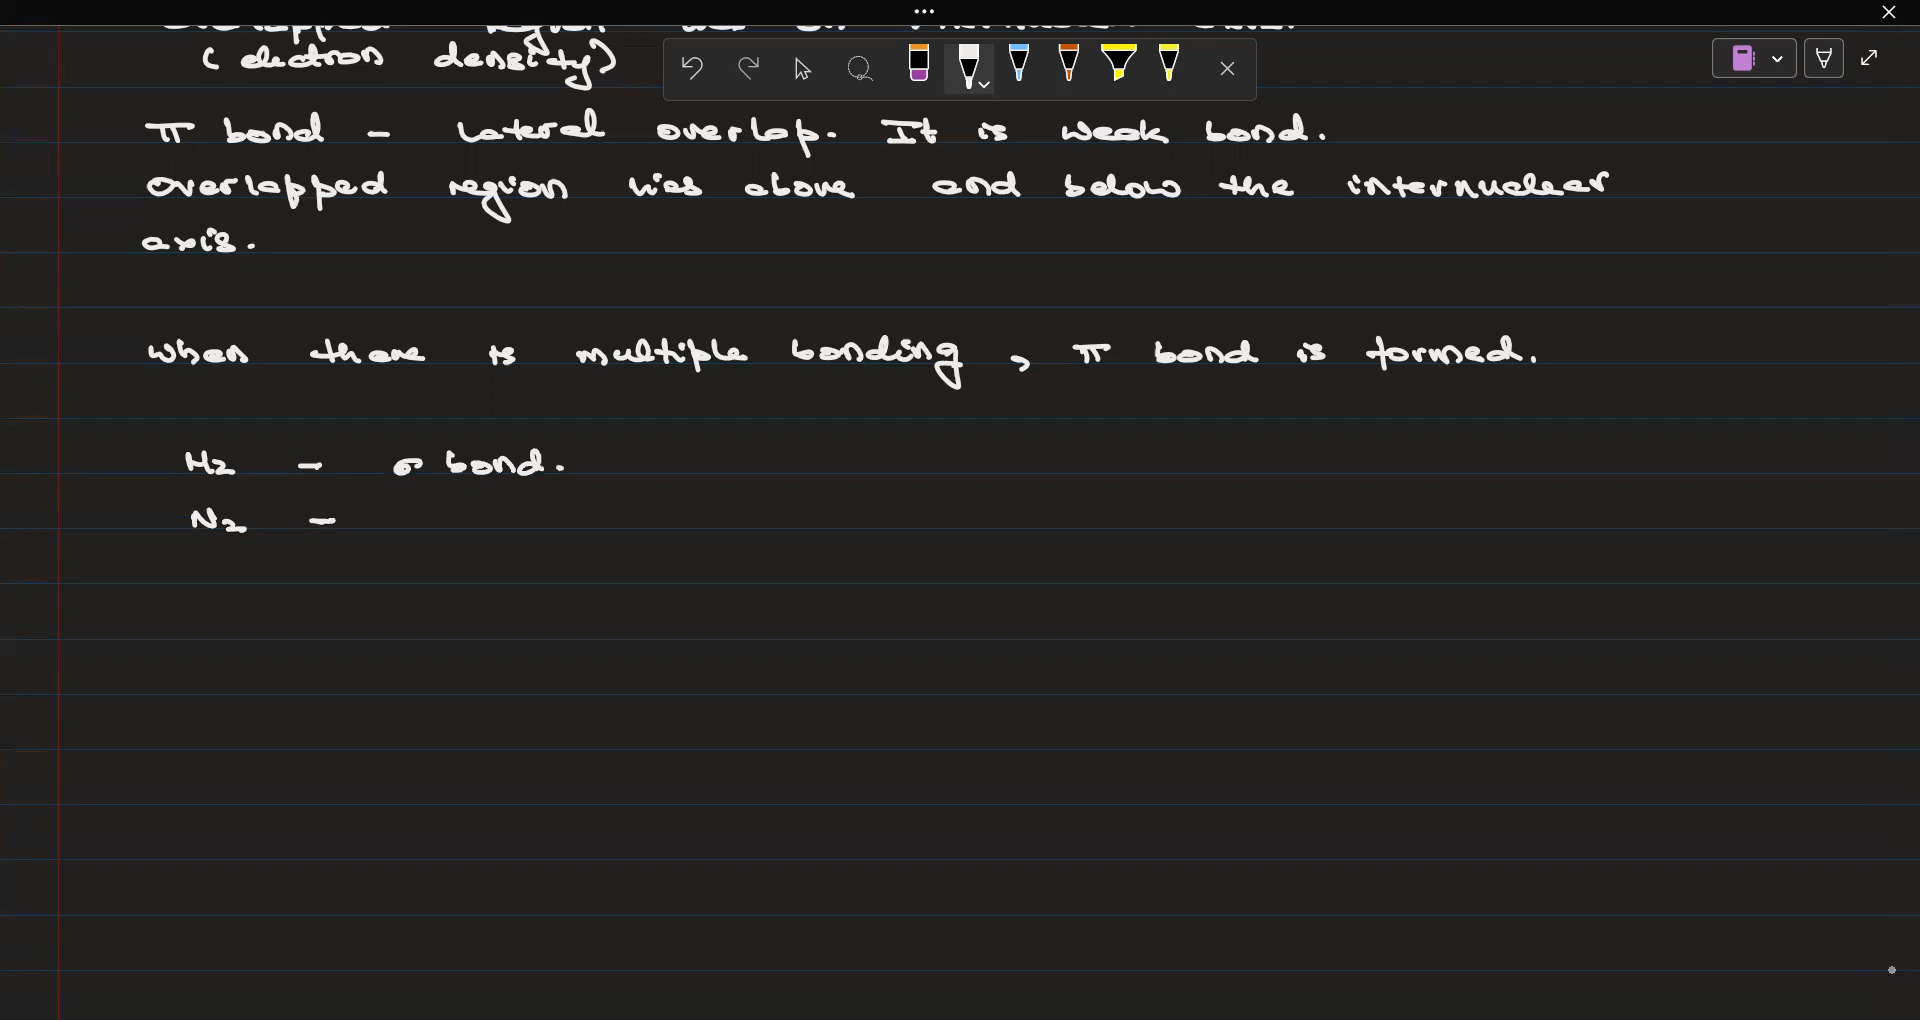 (electron density)
π bond - Lateral overlap. It is weak bond.
overlapped region lies above and below the internuclear
axis.
when there is multiple bonding, π bond is formed.
H2 - σ bond.
N2 -